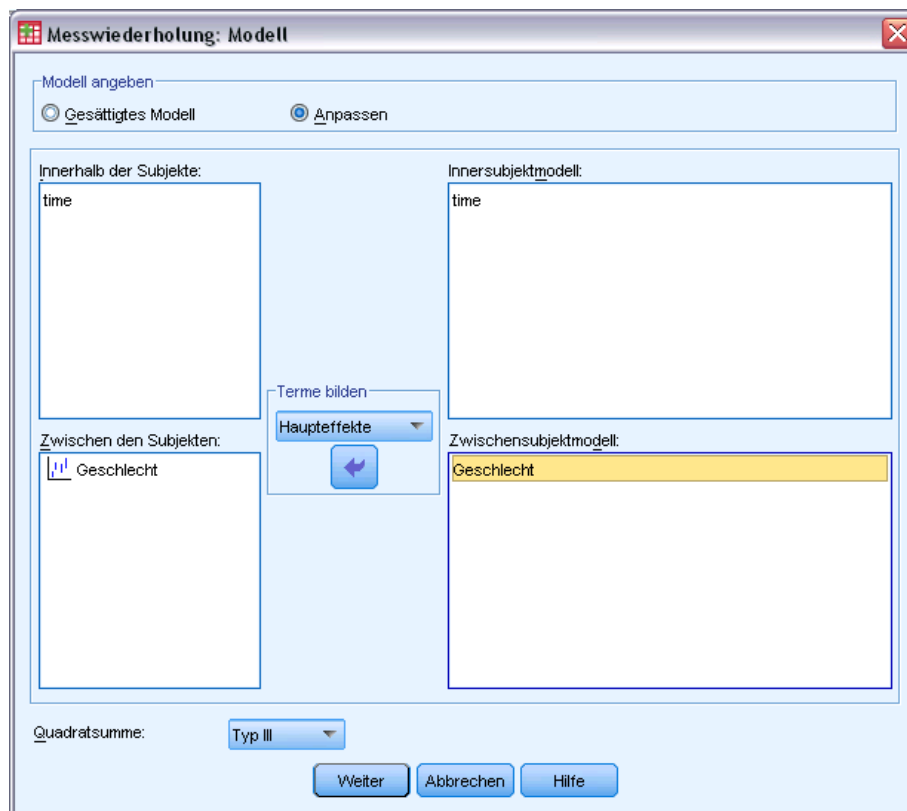 Messwiederholung: Modell
Modell angeben
Gesättigtes Modell
Anpassen
Innerhalb der Subjekte:
time
Innersubjektmodell:
time
Terme bilden
Haupteffekte
Zwischen den Subjekten:
Geschlecht
Zwischensubjektmodell:
Geschlecht
Quadratsumme:
Typ III
Weiter
Abbrechen
Hilfe